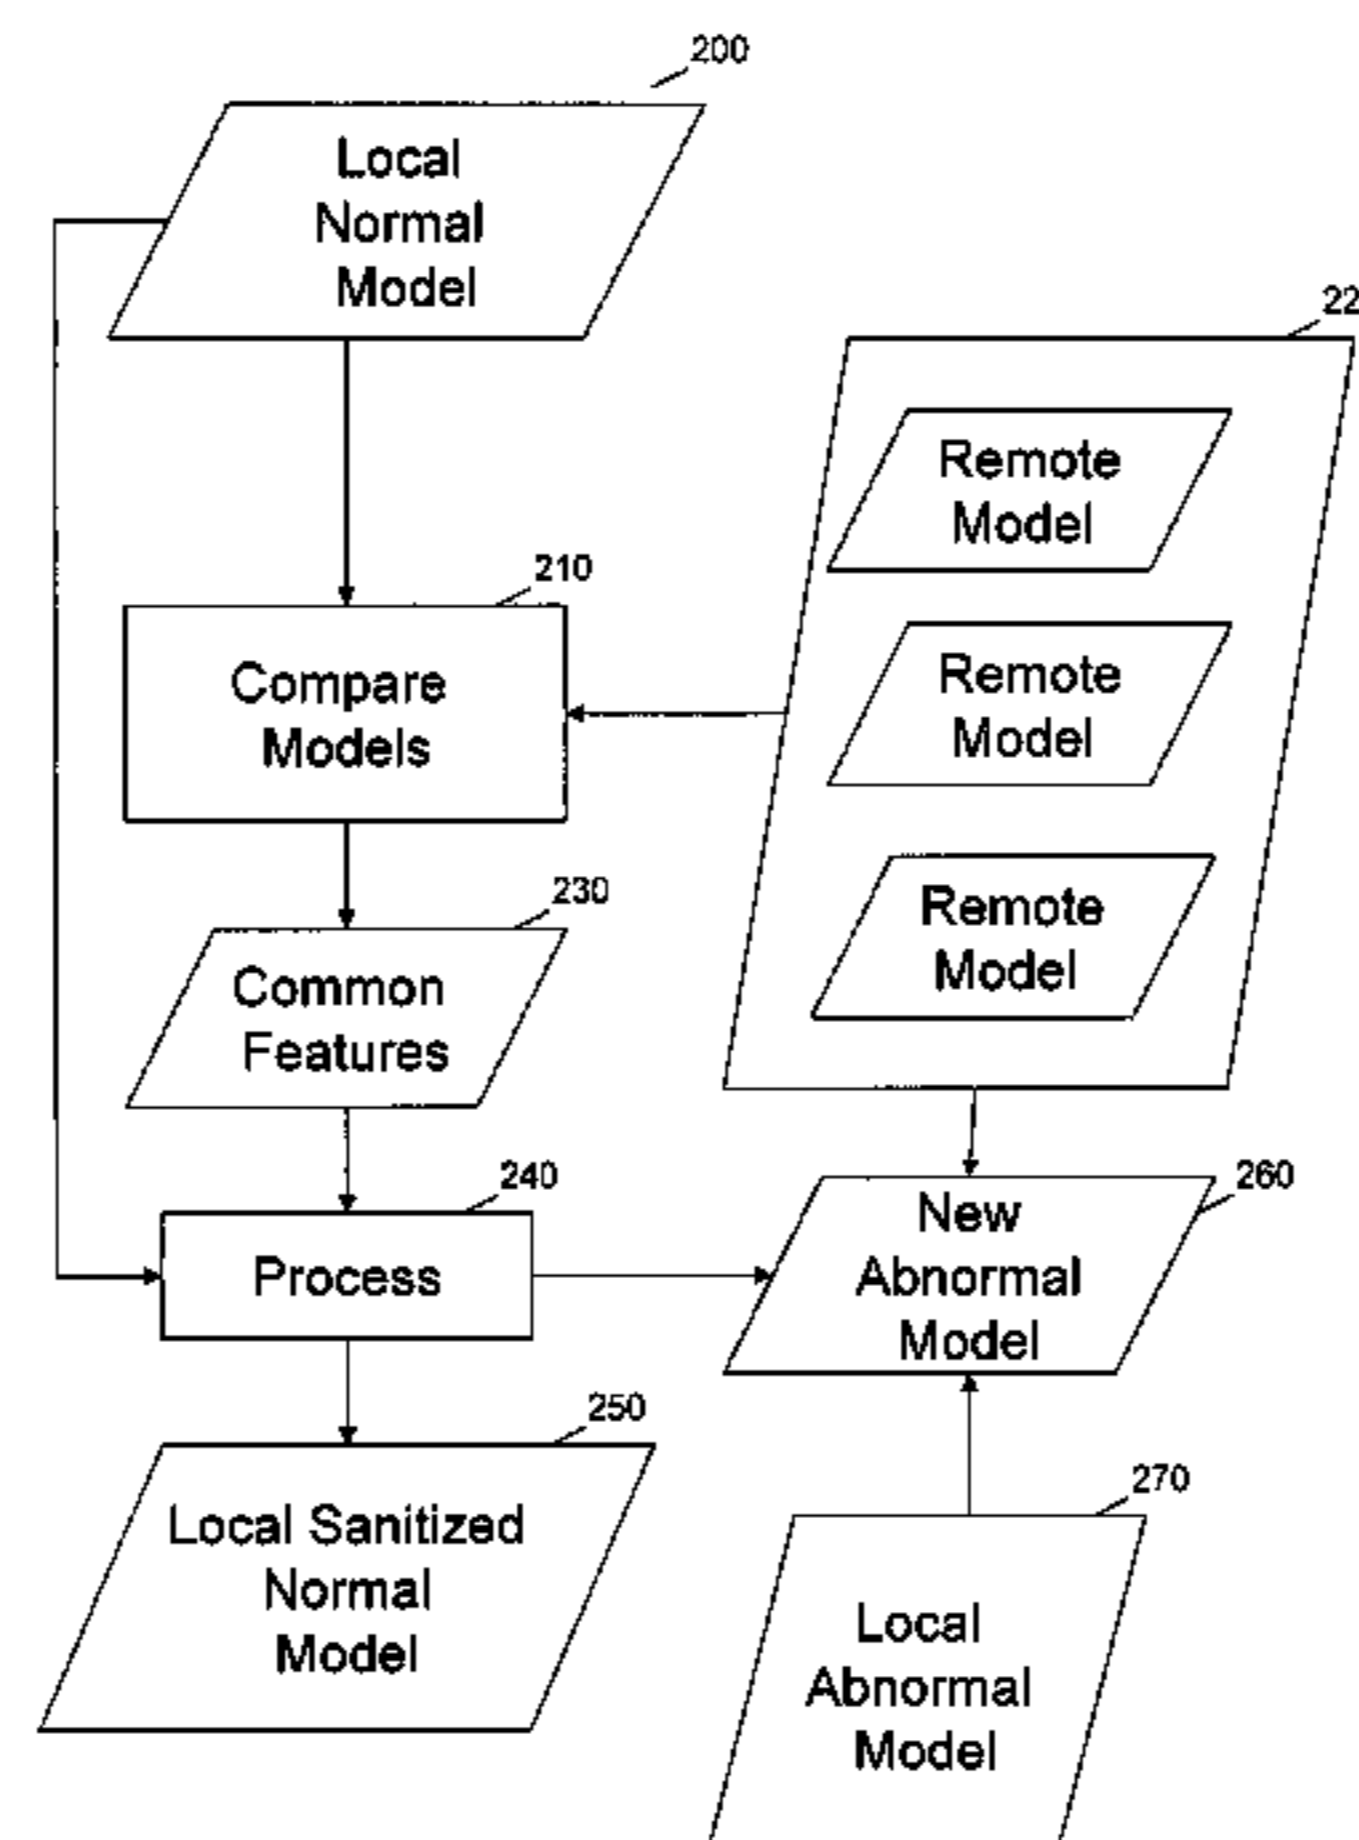 200
Local
Normal
Model
22
Remote
Model
Remote
Model
210
Compare
Models
Remote
Model
230
Common
Features
240
Process
260
New
Abnormal
Model
250
Local Sanitized
Normal
Model
270
Local
Abnormal
Model